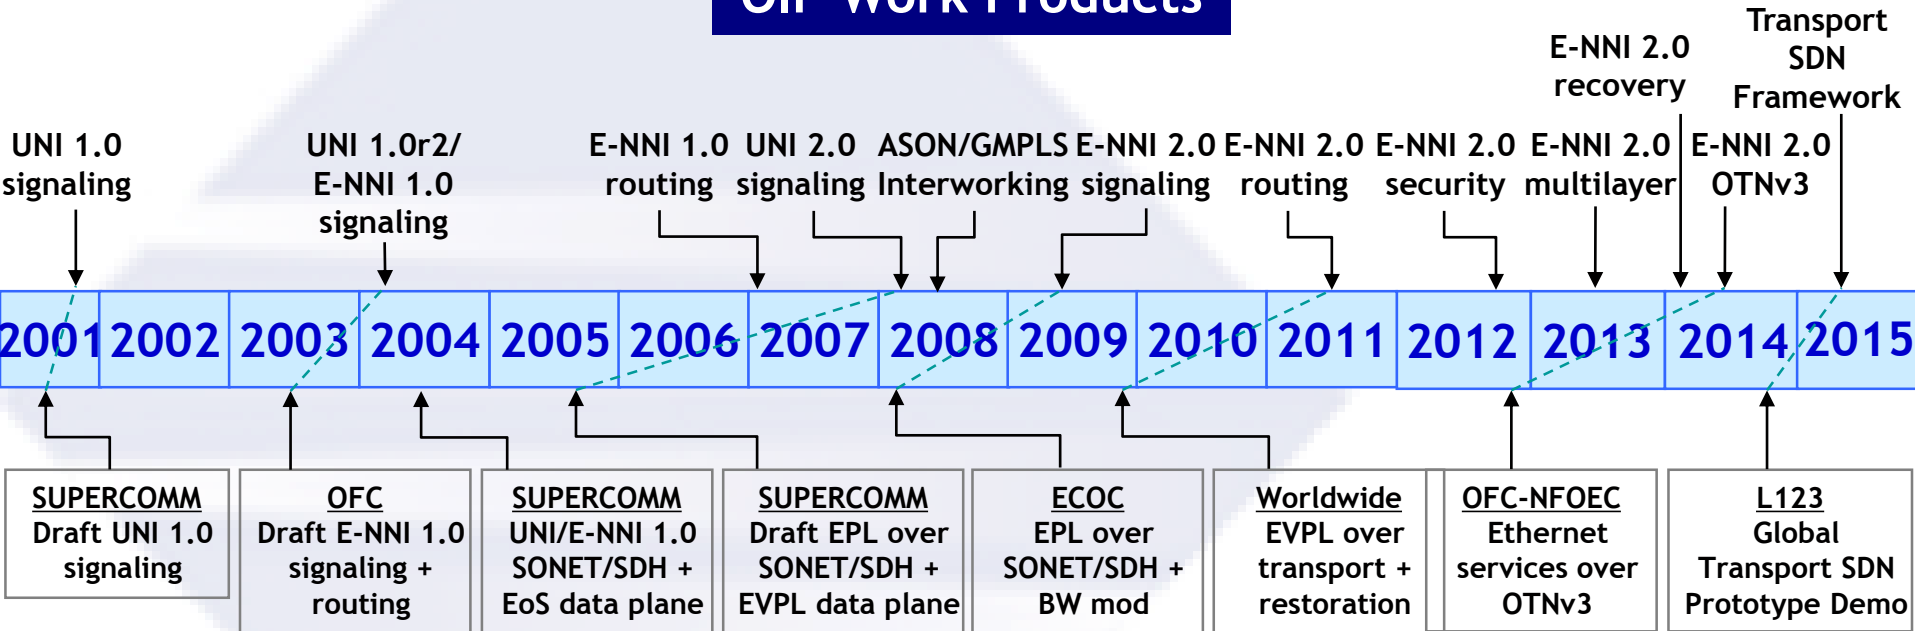 OIF Work Products
Transport
SDN
Framework
E-NNI 2.0
recovery
UNI 1.0
signaling
UNI 1.0r2/
E-NNI 1.0
signaling
E-NNI 1.0
routing
UNI 2.0
signaling
ASON/GMPLS
Interworking
E-NNI 2.0
signaling
E-NNI 2.0
routing
E-NNI 2.0
security
E-NNI 2.0
multilayer
E-NNI 2.0
OTNv3
2001 2002 2003 2004 2005 2006 2007 2008 2009 2010 2011 2012 2013 2014 2015
SUPERCOMM
Draft UNI 1.0
signaling
OFC
Draft E-NNI 1.0
signaling +
routing
SUPERCOMM
UNI/E-NNI 1.0
SONET/SDH +
EoS data plane
SUPERCOMM
Draft EPL over
SONET/SDH +
EVPL data plane
ECOC
EPL over
SONET/SDH +
BW mod
Worldwide
EVPL over
transport +
restoration
OFC-NFOEC
Ethernet
services over
OTNv3
L123
Global
Transport SDN
Prototype Demo